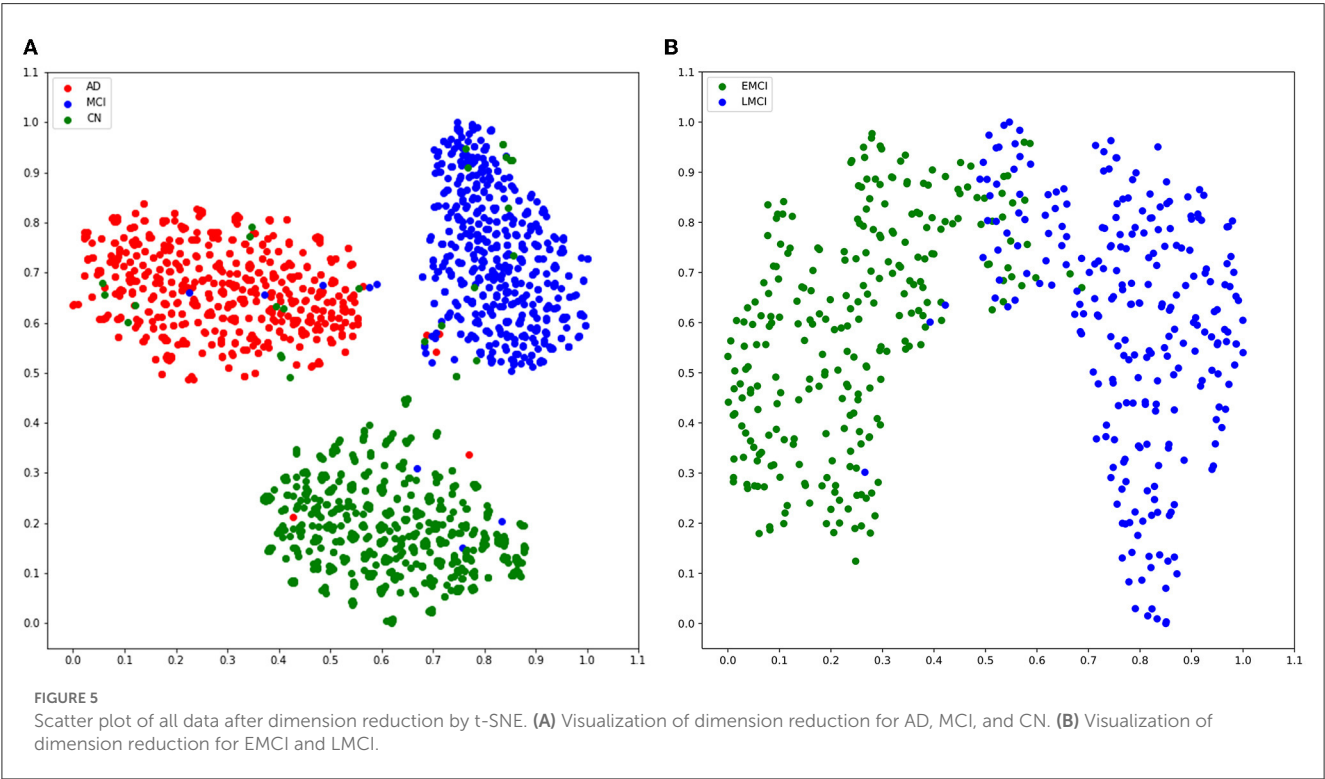 A
B
1.1
1.0
0.9
0.8
0.7
0.6
0.5
0.4
0.3
0.2
0.1
0.0
AD
MCI
CN
0.0 0.1 0.2 0.3 0.4 0.5 0.6 0.7 0.8 0.9 1.0 1.1
1.1
1.0
0.9
0.8
0.7
0.6
0.5
0.4
0.3
0.2
0.1
0.0
EMCI
LMCI
0.0 0.1 0.2 0.3 0.4 0.5 0.6 0.7 0.8 0.9 1.0 1.1
FIGURE 5
Scatter plot of all data after dimension reduction by t-SNE. (A) Visualization of dimension reduction for AD, MCI, and CN. (B) Visualization of
dimension reduction for EMCI and LMCI.